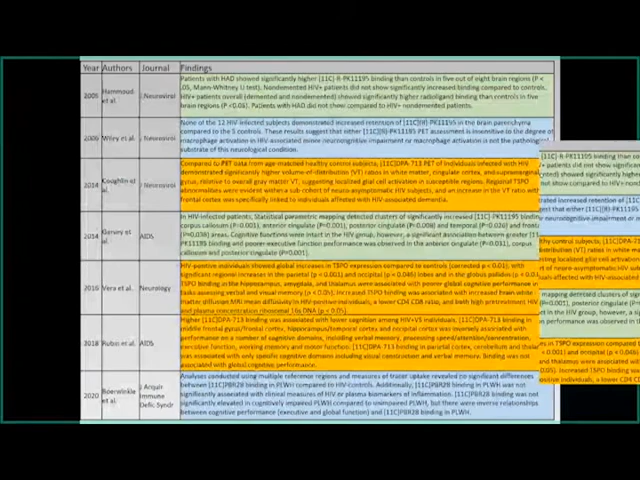 Year Authors Journal Findings
2005 Hammoud et al. J Neurovirol
Patients with HAD showed significantly higher [11C]-R-PK11195 binding than controls in five out of eight brain regions (P <
.05, Mann-Whitney U test). Nondemented HIV+ patients did not show significant increased binding compared to controls.
HIV+ patients overall (demented and nondemented) showed significantly higher radioligand binding than controls in five
brain regions (P <0.05). Patients with HAD did not show compared to HIV+ nondemented patients.
2006 Wiley et al. J Neurovirol
None of the 12 HIV-infected subjects demonstrated increased retention of [11C](R)-PK11195 in the brain parenchyma
compared to the 5 controls. These results suggest that either [11C](R)-PK11195 PET assessment is insensitive to the degree of
macrophage activation in HIV-associated minor neurocognitive impairment or macrophage activation is not the pathological
substrate of this neurological condition
2014 Coughlin et al. J Neurovirol
Compared to PET data from age matched healthy control subjects, [11C]DPA-713 PET of individuals infected with HIV
demonstrated significantly higher volume-of-distribution (VT) ratios in white matter, cingulate cortex, and supramarginal
gyrus, relative to overall gray matter VT, suggesting localized glial cell activation in susceptible regions. Regional TSPO
abnormalities were evident within a sub-cohort of neuro-asymptomatic HIV subjects, and an increase in the VT ratio with
frontal cortex was specifically linked to individuals affected with HIV-associated dementia.
2014 Garvey et al. AIDS
In HIV-infected patients, Statistical parametric mapping detected clusters of significantly increased [11C]-PK11195 binding
corpus callosum (P=0.001), anterior cingulate (P=0.001), posterior cingulate (P=0.008) and temporal (P=0.026) and
(P=0.038) areas. Cognitive functions were intact in the HIV group, however, a significant association between greater [11
PK11195 binding and poorer executive function performance was observed in the anterior cingulate (P=0.031), corpus
callosum and posterior cingulate (P=0.001).
2016 Vera et al. Neurology
HIV-positive individuals showed global increases in TSPO expression compared to controls (corrected p < 0.01), with
significant regional increases in the parietal (p = 0.001) and occipital (p = 0.046) lobes and in the globus pallidus (p = 0.0
TSPO binding in the hippocampus, amygdala, and thalamus were associated with poorer global cognitive performance in
tasks assessing verbal and visual memory (p < 0.05). Increased TSPO binding was associated with increased brain white
matter diffusion MRI mean diffusivity in HIV-positive individuals, a lower CD4 CD8 ratio, and both high pretreatment HIV
and plasma concentration ribosomal 16s DNA (p < 0.05).
2018 Rubin et al. AIDS
Higher [11C]DPA-713 binding was associated with lower cognition among HIV+VS individuals. [11C]DPA-713 binding in
middle frontal gyrus/frontal cortex, hippocampus/temporal cortex and occipital cortex was inversely associated with
performance on a number of cognitive domains, including verbal memory, processing speed/attention/concentration,
executive function, working memory and motor function. [11C]DPA-713 binding in parietal cortex, cerebellum and thalamus
was associated with only specific cognitive domains including visual construction and verbal memory. Binding was not
associated with global cognitive performance.
2020 Boerwinkle et al. J Acquir Immune Defic Syndr
Analyses conducted using multiple reference regions and measures of tracer uptake revealed no significant differences
between [11C]PBR28 binding in PLWH compared to HIV-controls. Additionally, [11C]PBR28 binding in PLWH was not
significantly associated with clinical measures of HIV or plasma biomarkers of inflammation. [11C]PBR28 binding was not
significantly elevated in cognitively impaired PLWH compared to unimpaired PLWH, but there were inverse relationships
between cognitive performance (executive and global function) and [11C]PBR28 binding in PLWH.